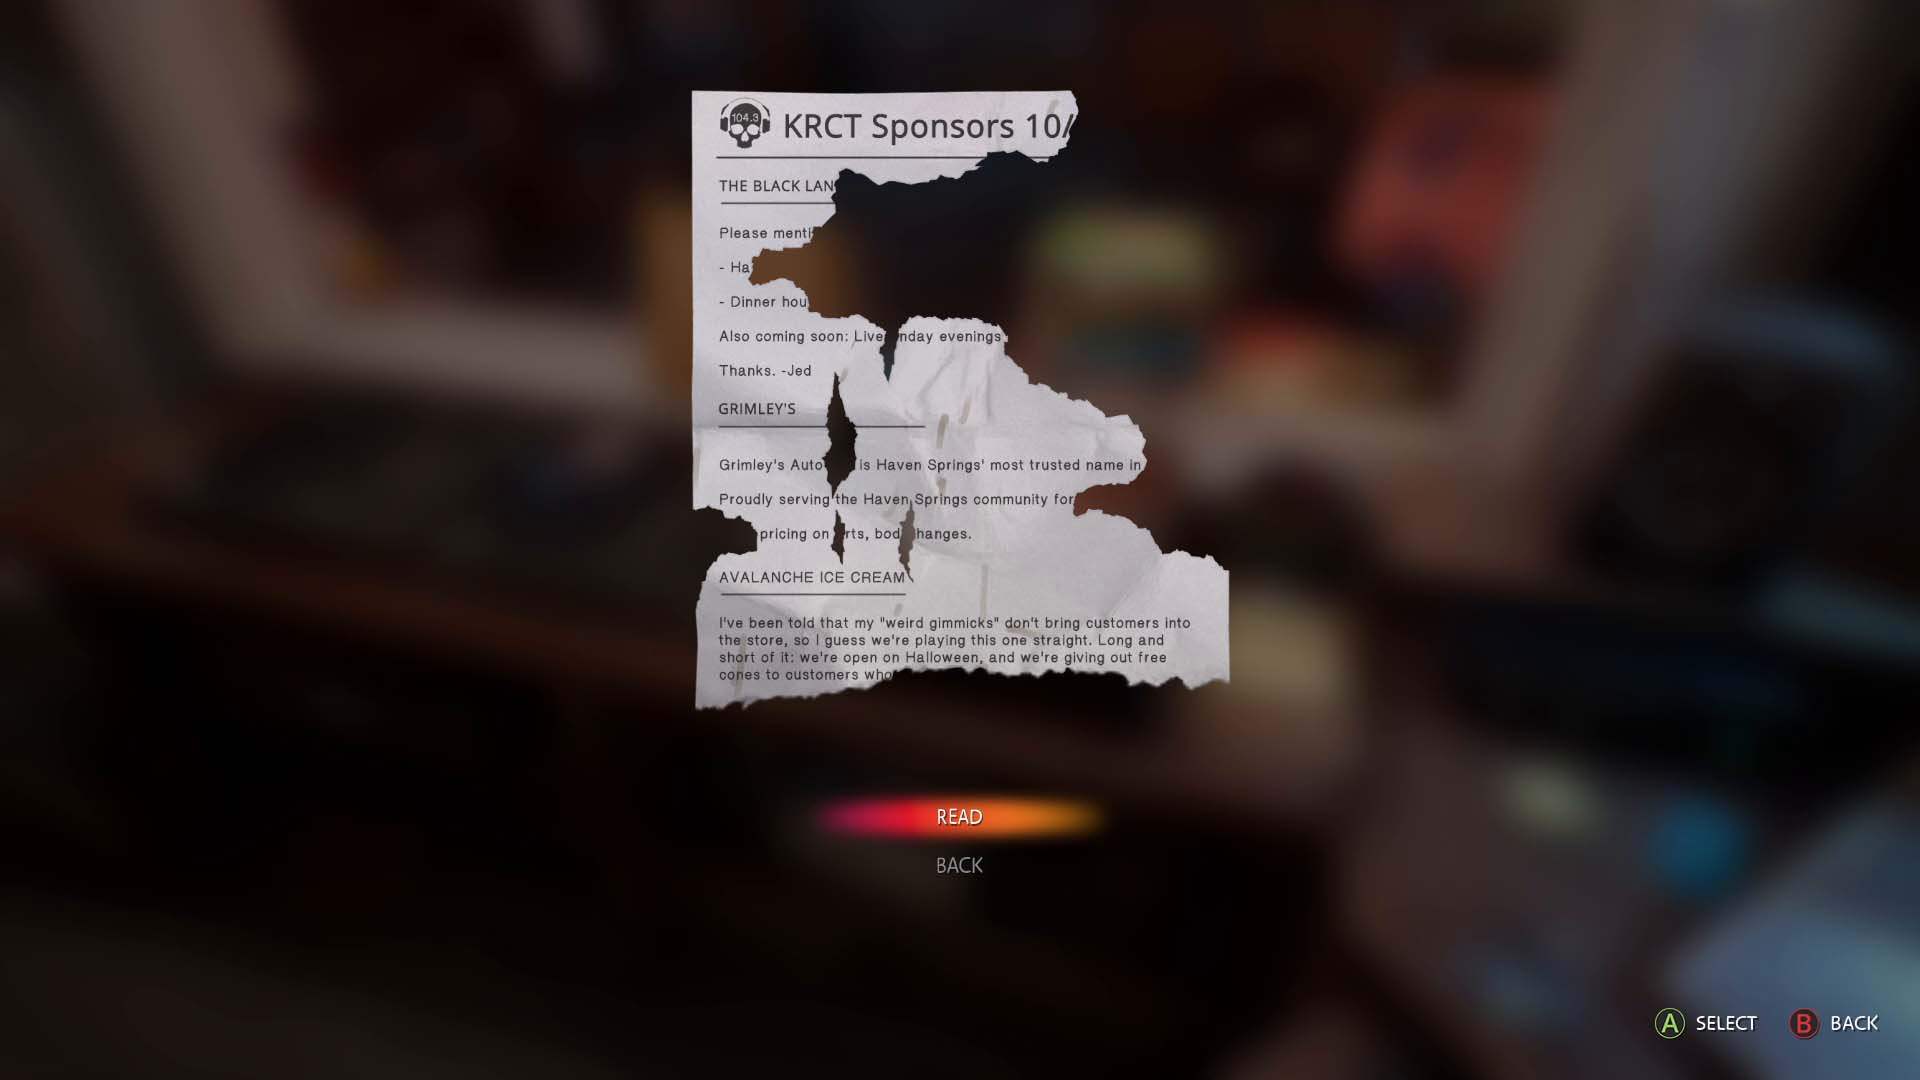 104.3
KRCT Sponsors 10/
THE BLACK LAN
Please menti
- Ha
- Dinner hou
Also coming soon: Live nday evenings
Thanks. -Jed
GRIMLEY'S
Grimley's Auto is Haven Springs' most trusted name in
Proudly serving the Haven Springs community for
pricing on rts, bod hanges.
AVALANCHE ICE CREAM
I've been told that my "weird gimmicks" don't bring customers into
the store, so I guess we're playing this one straight. Long and
short of it: we're open on Halloween, and we're giving out free
cones to customers who
READ
BACK
A SELECT B BACK